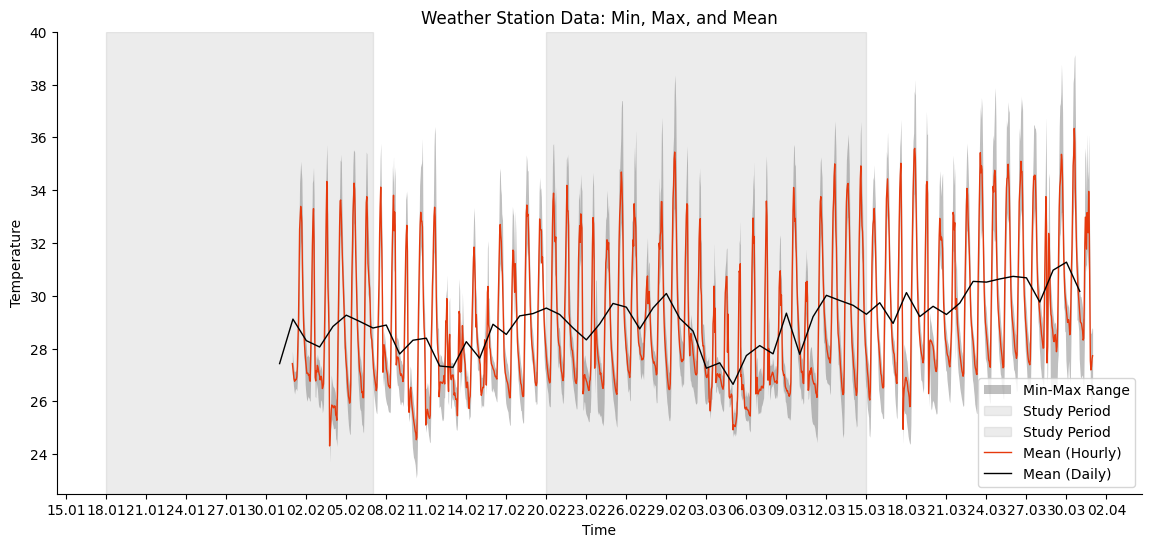 Weather Station Data: Min, Max, and Mean
40
38
36
34
32
30
28
26
24
Temperature
Min-Max Range
Study Period
Study Period
Mean (Hourly)
Mean (Daily)
15.01 18.01 21.01 24.01 27.01 30.01 02.02 05.02 08.02 11.02 14.02 17.02 20.02 23.02 26.02 29.02 03.03 06.03 09.03 12.03 15.03 18.03 21.03 24.03 27.03 30.03 02.04
Time